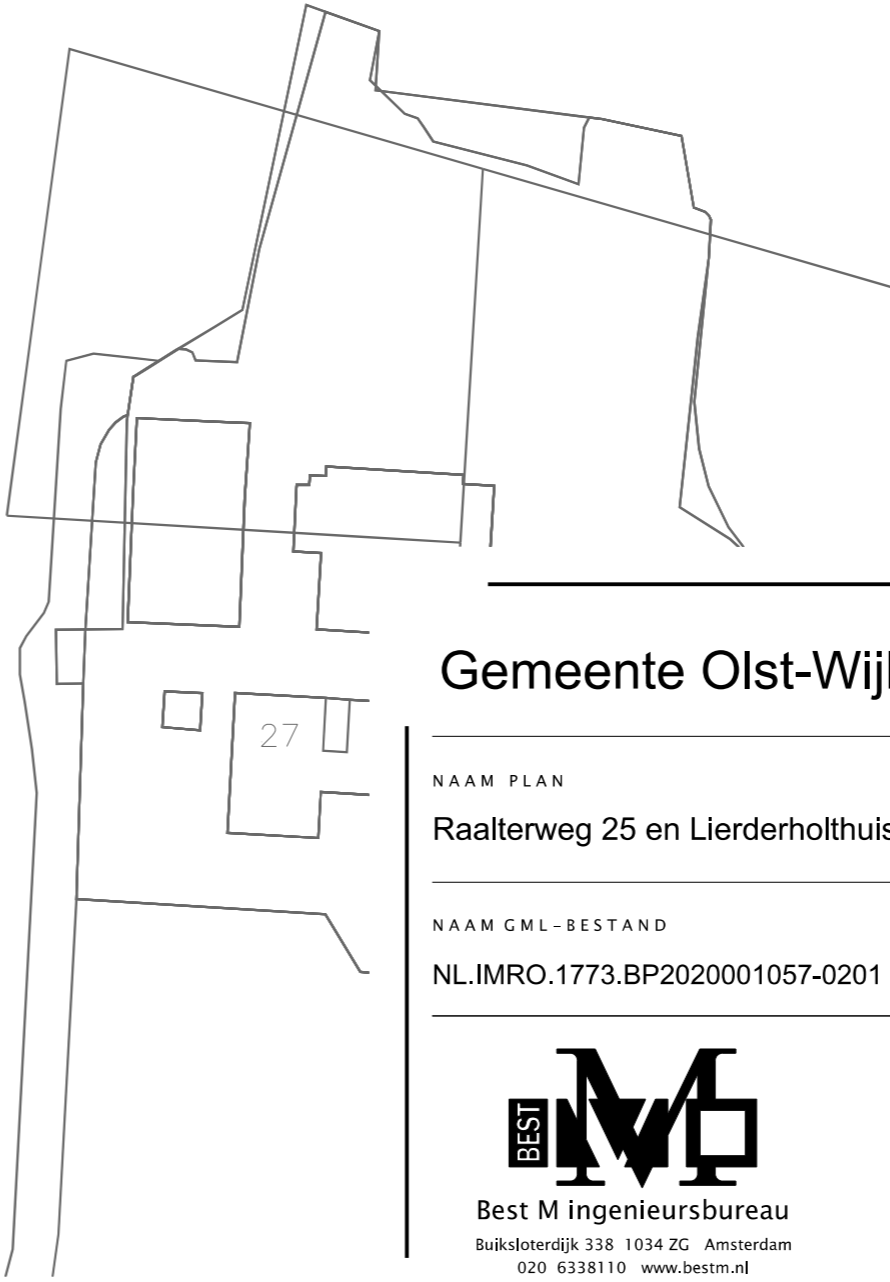 27
Gemeente Olst-Wij
NAAM PLAN
Raalterweg 25 en Lierderholthuis
NAAM GML-BESTAND
NL.IMRO.1773.BP2020001057-0201
BEST
M
Best M ingenieursbureau
Buiksloterdijk 338 1034 ZG Amsterdam
020 6338110 www.bestm.nl